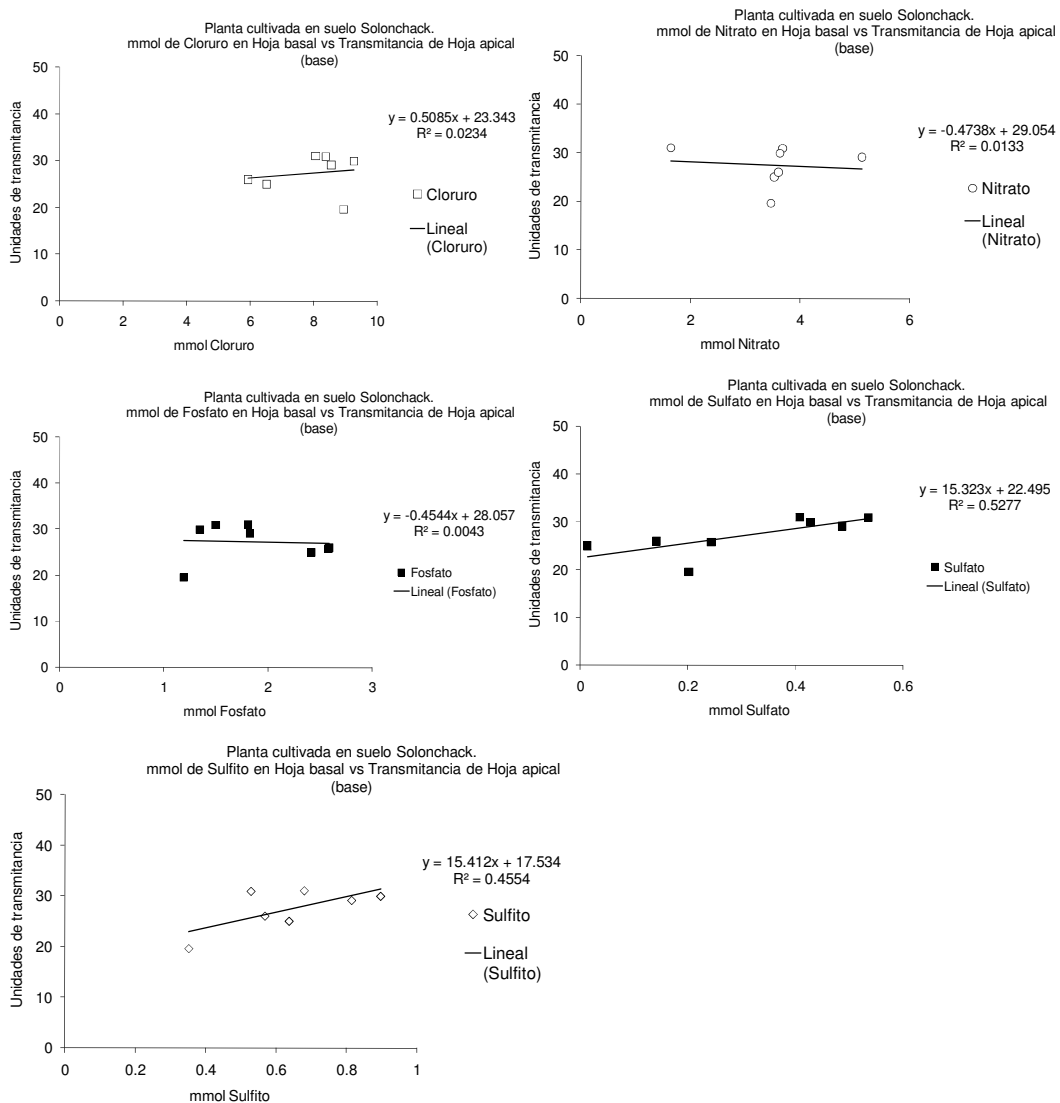 Planta cultivada en suelo Solonchack.
mmol de Cloruro en Hoja basal vs Transmitancia de Hoja apical
(base)
Unidades de transmitancia
50
40
30
20
10
0
0 2 4 6 8 10
mmol Cloruro
y = 0.5085x + 23.343
R² = 0.0234
Cloruro
Lineal
(Cloruro)
Planta cultivada en suelo Solonchack.
mmol de Nitrato en Hoja basal vs Transmitancia de Hoja apical
(base)
Unidades de transmitancia
50
40
30
20
10
0
0 2 4 6
mmol Nitrato
y = -0.4738x + 29.054
R² = 0.0133
Nitrato
Lineal
(Nitrato)
Planta cultivada en suelo Solonchack.
mmol de Fosfato en Hoja basal vs Transmitancia de Hoja apical
(base)
Unidades de transmitancia
50
40
30
20
10
0
0 1 2 3
mmol Fosfato
y = -0.4544x + 28.057
R² = 0.0043
Fosfato
Lineal (Fosfato)
Planta cultivada en suelo Solonchack.
mmol de Sulfato en Hoja basal vs Transmitancia de Hoja apical
(base)
Unidades de transmitancia
50
40
30
20
10
0
0 0.2 0.4 0.6
mmol Sulfato
y = 15.323x + 22.495
R² = 0.5277
Sulfato
Lineal (Sulfato)
Planta cultivada en suelo Solonchack.
mmol de Sulfito en Hoja basal vs Transmitancia de Hoja apical
(base)
Unidades de transmitancia
50
40
30
20
10
0
0 0.2 0.4 0.6 0.8 1
mmol Sulfito
y = 15.412x + 17.534
R² = 0.4554
Sulfito
Lineal
(Sulfito)